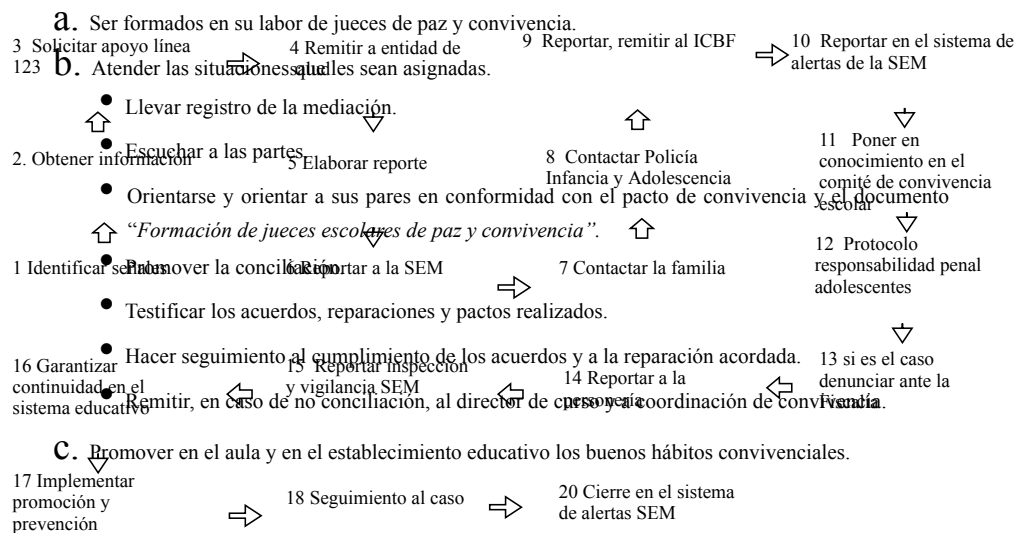 a. Ser formados en su labor de jueces de paz y convivencia.
3 Solicitar apoyo línea
123
4 Remitir a entidad de
salud
9 Reportar, remitir al ICBF
10 Reportar en el sistema de
alertas de la SEM
b. Atender las situaciones que les sean asignadas.
● Llevar registro de la mediación.
● Escuchar a las partes.
2. Obtener información
5 Elaborar reporte
8 Contactar Policía
Infancia y Adolescencia
11 Poner en
conocimiento en el
comité de convivencia
escolar
● Orientarse y orientar a sus pares en conformidad con el pacto de convivencia y el documento
“Formación de jueces escolares de paz y convivencia”.
1 Identificar señales
● Promover la conciliación.
6 Reportar a la SEM
7 Contactar la familia
12 Protocolo
responsabilidad penal
adolescentes
● Testificar los acuerdos, reparaciones y pactos realizados.
● Hacer seguimiento al cumplimiento de los acuerdos y a la reparación acordada.
16 Garantizar
continuidad en el
sistema educativo
15 Reportar inspección
y vigilancia SEM
14 Reportar a la
personería
13 si es el caso
denunciar ante la
Fiscalía
● Remitir, en caso de no conciliación, al director de curso y a coordinación de convivencia.
c. Promover en el aula y en el establecimiento educativo los buenos hábitos convivenciales.
17 Implementar
promoción y
prevención
18 Seguimiento al caso
20 Cierre en el sistema
de alertas SEM